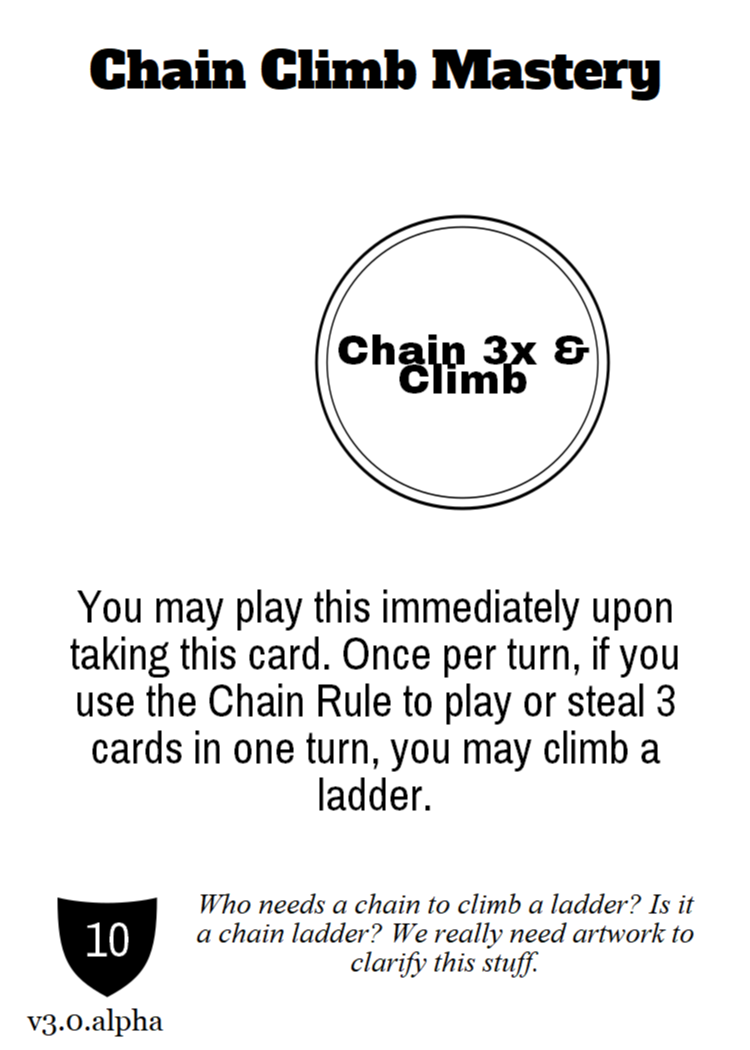 Chain Climb Mastery
Chain 3x &
Climb
You may play this immediately upon
taking this card. Once per turn, if you
use the Chain Rule to play or steal 3
cards in one turn, you may climb a
ladder.
Who needs a chain to climb a ladder? Is it
a chain ladder? We really need artwork to
clarify this stuff.
10
v3.0.alpha